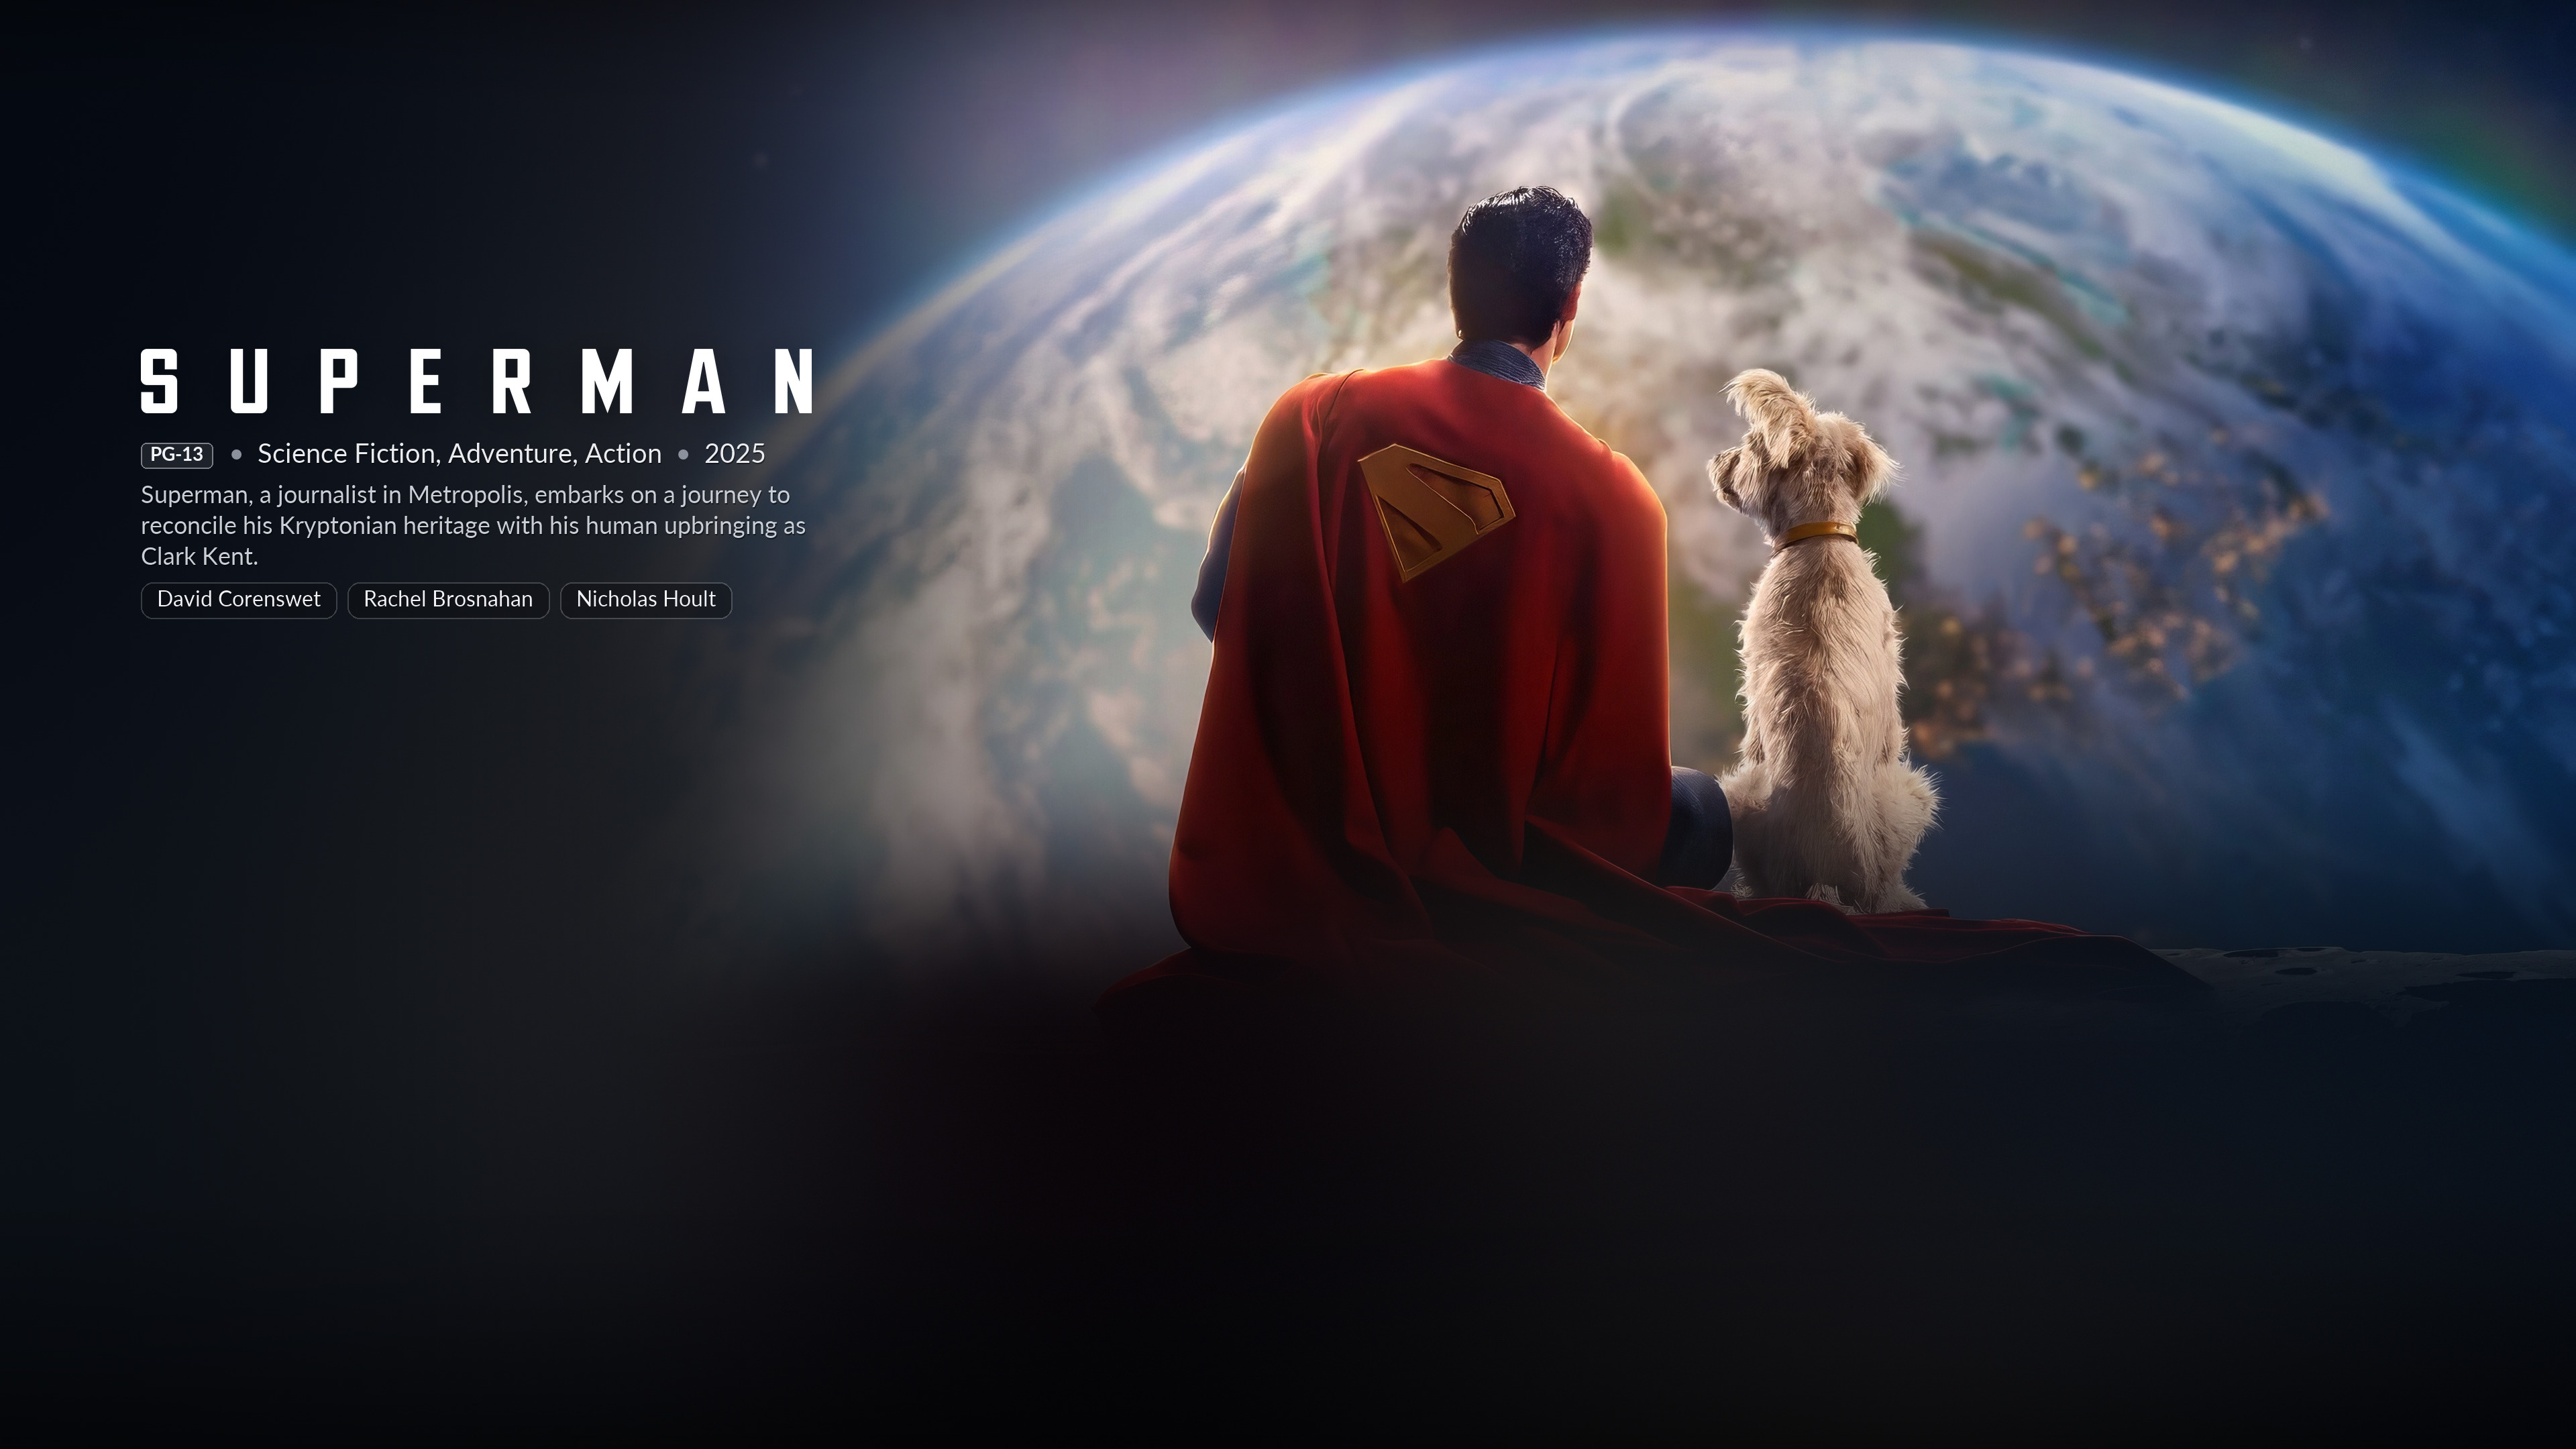 SUPERMAN
PG-13 • Science Fiction, Adventure, Action • 2025
Superman, a journalist in Metropolis, embarks on a journey to
reconcile his Kryptonian heritage with his human upbringing as
Clark Kent.
David Corenswet Rachel Brosnahan Nicholas Hoult